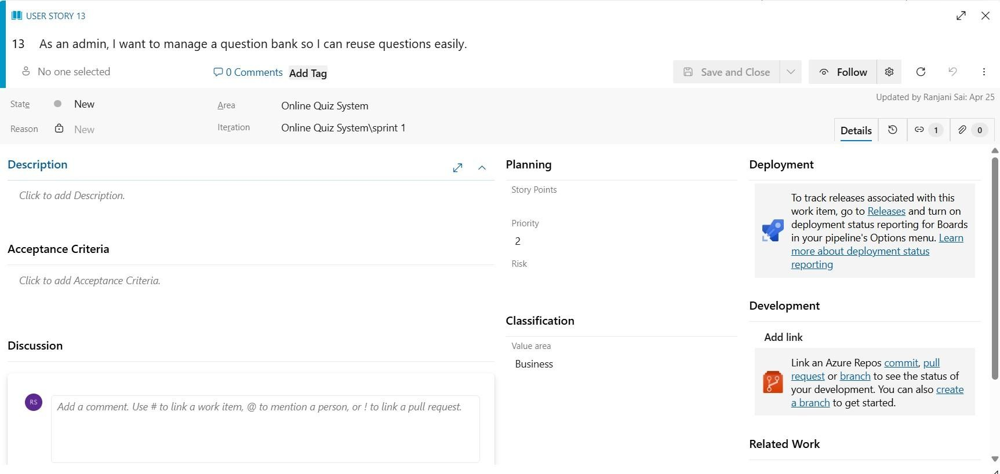 USER STORY 13
13 As an admin, I want to manage a question bank so I can reuse questions easily.
No one selected
0 Comments
Add Tag
Save and Close
Follow
State
New
Area
Online Quiz System
Updated by Ranjani Sai: Apr 25
Reason
New
Iteration
Online Quiz System\sprint 1
Details
1
0
Description
Click to add Description.
Acceptance Criteria
Click to add Acceptance Criteria.
Discussion
RS
Add a comment. Use # to link a work item, @ to mention a person, or ! to link a pull request.
Planning
Story Points
Priority
2
Risk
Classification
Value area
Business
Deployment
To track releases associated with this
work item, go to Releases and turn on
deployment status reporting for Boards
in your pipeline's Options menu. Learn
more about deployment status
reporting
Development
Add link
Link an Azure Repos commit, pull
request or branch to see the status of
your development. You can also create
a branch to get started.
Related Work